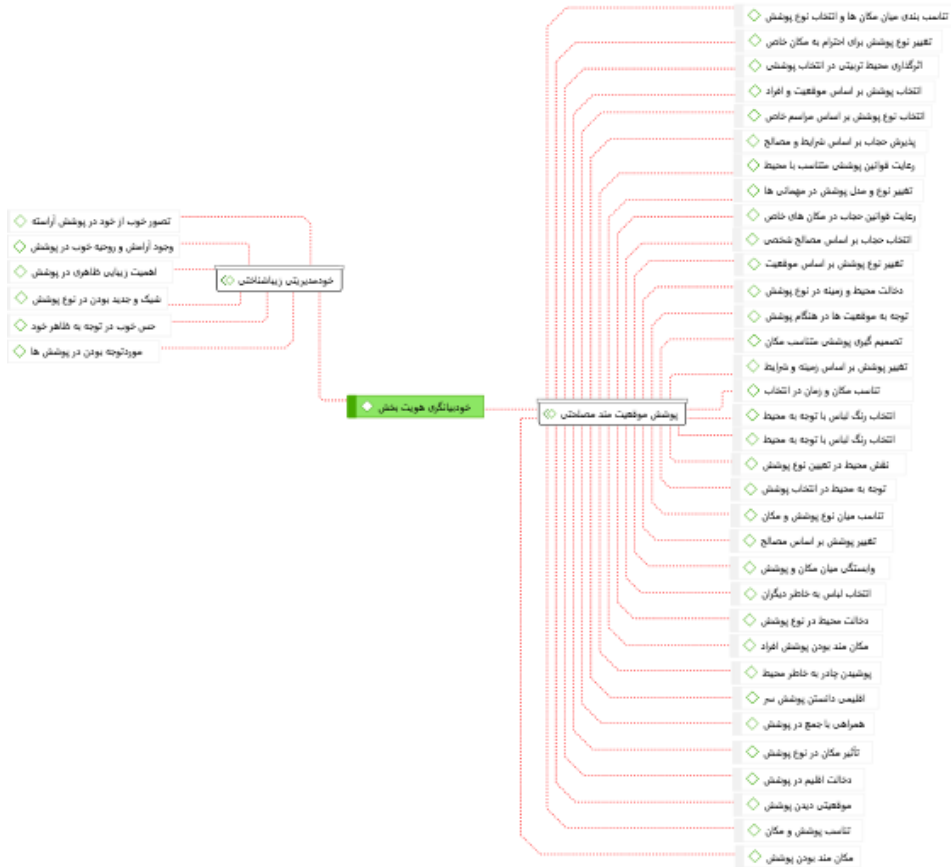 تناسب بندی میان مکان ها و انتخاب نوع پوشش
تغییر نوع پوشش برای احترام به مکان خاص
اثرگذاری محیط تربیتی در انتخاب پوششی
انتخاب پوشش بر اساس موقعیت و افراد
انتخاب نوع پوشش بر اساس مراسم خاص
پذیرش حجاب بر اساس شرایط و مصالح
رعایت قوانین پوششی متناسب با محیط
تغییر نوع و مدل پوشش در مهمانی ها
رعایت قوانین حجاب در مکان های خاص
انتخاب حجاب بر اساس مصالح شخصی
تغییر نوع پوشش بر اساس موقعیت
دخالت محیط و زمینه در نوع پوشش
توجه به موقعیت ها در هنگام پوشش
تصمیم گیری پوششی متناسب مکان
تغییر پوشش بر اساس زمینه و شرایط
تناسب مکان و زمان در انتخاب
انتخاب رنگ لباس با توجه به محیط
انتخاب رنگ لباس با توجه به محیط
نقش محیط در تعیین نوع پوشش
توجه به محیط در انتخاب پوشش
تناسب میان نوع پوشش و مکان
تغییر پوشش بر اساس مصالح
وابستگی میان مکان و پوشش
انتخاب لباس به خاطر دیگران
دخالت محیط در نوع پوشش
مکان مند بودن پوشش افراد
پوشیدن چادر به خاطر محیط
اقلیمی دانستن پوشش سر
همراهی با جمع در پوشش
تأثیر مکان در نوع پوشش
دخالت اقلیم در پوشش
موقعیتی دیدن پوشش
تناسب پوشش و مکان
مکان مند بودن پوشش
پوشش موقعیت مند مصلحتی
خودبیانگری هویت بخش
خودمدیریتی زیباشناختی
تصور خوب از خود در پوشش آراسته
وجود آرامش و روحیه خوب در پوشش
اهمیت زیبایی ظاهری در پوشش
شیک و جدید بودن در نوع پوشش
حس خوب در توجه به ظاهر خود
موردتوجه بودن در پوشش ها